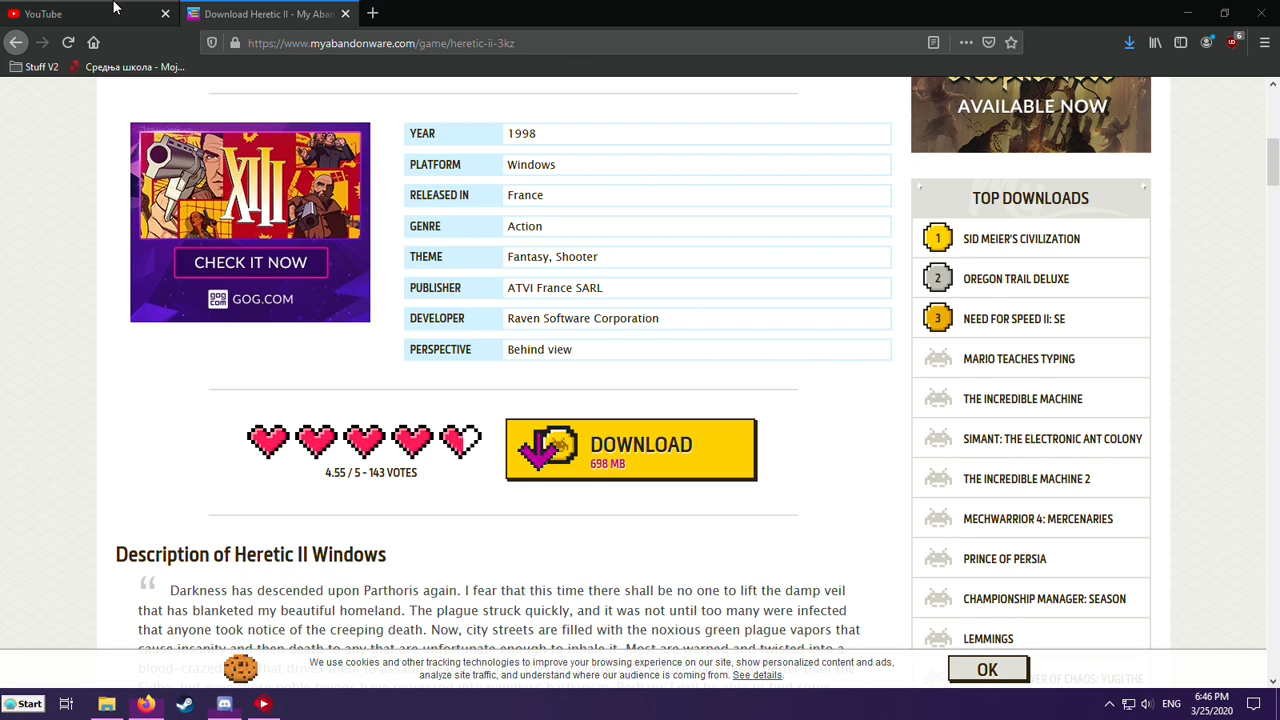 YouTube
Download Heretic II - My Aban
https://www.myabandonware.com/game/heretic-ii-3kz
6
Stuff V2
Средња школа - Мој...
AVAILABLE NOW
XIII
CHECK IT NOW
GOG.COM
YEAR 1998
PLATFORM Windows
RELEASED IN France
GENRE Action
THEME Fantasy, Shooter
PUBLISHER ATVI France SARL
DEVELOPER Raven Software Corporation
PERSPECTIVE Behind view
4.55 / 5 - 143 VOTES
DOWNLOAD
698 MB
TOP DOWNLOADS
1 SID MEIER'S CIVILIZATION
2 OREGON TRAIL DELUXE
3 NEED FOR SPEED II: SE
MARIO TEACHES TYPING
THE INCREDIBLE MACHINE
SIMANT: THE ELECTRONIC ANT COLONY
THE INCREDIBLE MACHINE 2
MECHWARRIOR 4: MERCENARIES
PRINCE OF PERSIA
CHAMPIONSHIP MANAGER: SEASON
LEMMINGS
Description of Heretic II Windows
“ Darkness has descended upon Parthoris again. I fear that this time there shall be no one to lift the damp veil
that has blanketed my beautiful homeland. The plague struck quickly, and it was not until too many were infected
that anyone took notice of the creeping death. Now, city streets are filled with the noxious green plague vapors that
We use cookies and other tracking technologies to improve your browsing experience on our site, show personalized content and ads,
analyze site traffic, and understand where our audience is coming from. See details.
OK
Start
ENG
6:46 PM
3/25/2020